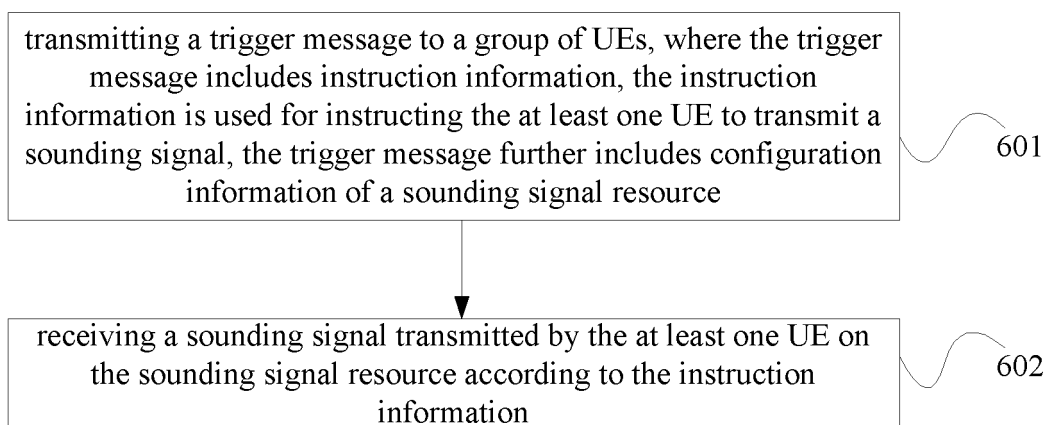 transmitting a trigger message to a group of UEs, where the trigger
message includes instruction information, the instruction
information is used for instructing the at least one UE to transmit a
sounding signal, the trigger message further includes configuration
information of a sounding signal resource
601
receiving a sounding signal transmitted by the at least one UE on
the sounding signal resource according to the instruction
information
602